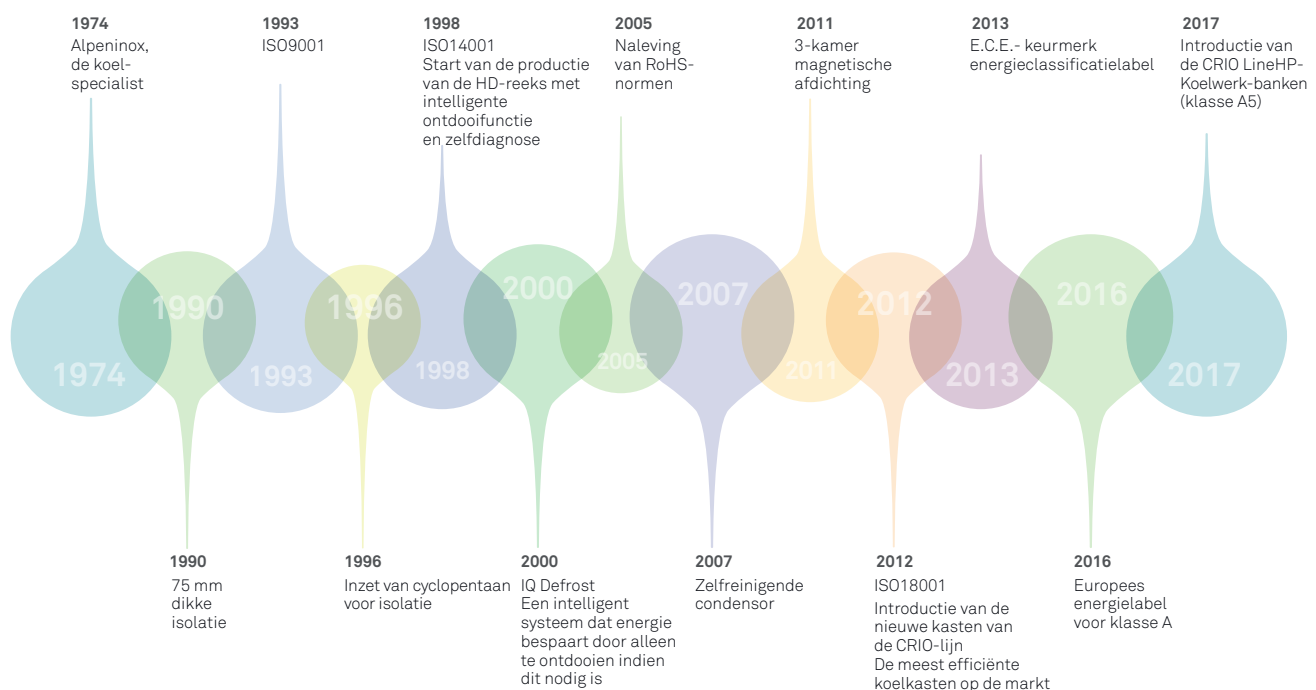 1974
Alpeninox,
de koel-
specialist
1993
ISO9001
1998
ISO14001
Start van de productie
van de HD-reeks met
intelligente
ontdooifunctie
en zelfdiagnose
2005
Naleving
van RoHS-
normen
2011
3-kamer
magnetische
afdichting
2013
E.C.E.- keurmerk
energieclassificatielabel
2017
Introductie van
de CRIO LineHP-
Koelwerk-banken
(klasse A5)
1974
1990
1993
1996
1998
2000
2005
2007
2011
2012
2013
2016
2017
1990
75 mm
dikke
isolatie
1996
Inzet van cyclopentaan
voor isolatie
2000
IQ Defrost
Een intelligent
systeem dat energie
bespaart door alleen
te ontdooien indien
dit nodig is
2007
Zelfreinigende
condensor
2012
ISO18001
Introductie van de
nieuwe kasten van
de CRIO-lijn
De meest efficiënte
koelkasten op de markt
2016
Europees
energielabel
voor klasse A